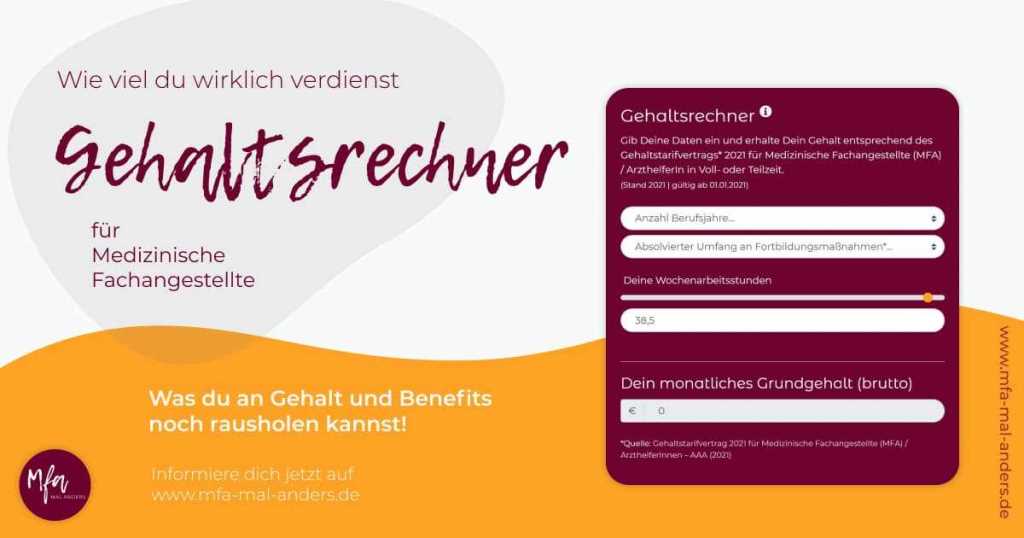 Wie viel du wirklich verdienst
Gehaltsrechner
für
Medizinische
Fachangestellte
Was du an Gehalt und Benefits
noch rausholen kannst!
Informiere dich jetzt auf
www.mfa-mal-anders.de
Mfa
MAL ANDERS
Gehaltsrechner i
Gib Deine Daten ein und erhalte Dein Gehalt entsprechend des
Gehaltstarifvertrags* 2021 für Medizinische Fachangestellte (MFA)
/ ArzthelferIn in Voll- oder Teilzeit.
(Stand 2021 | gültig ab 01.01.2021)
Anzahl Berufsjahre...
Absolvierter Umfang an Fortbildungsmaßnahmen*...
Deine Wochenarbeitsstunden
38,5
Dein monatliches Grundgehalt (brutto)
€ 0
*Quelle: Gehaltstarifvertrag 2021 für Medizinische Fachangestellte (MFA) /
ArzthelferInnen – AAA (2021)
www.mfa-mal-anders.de